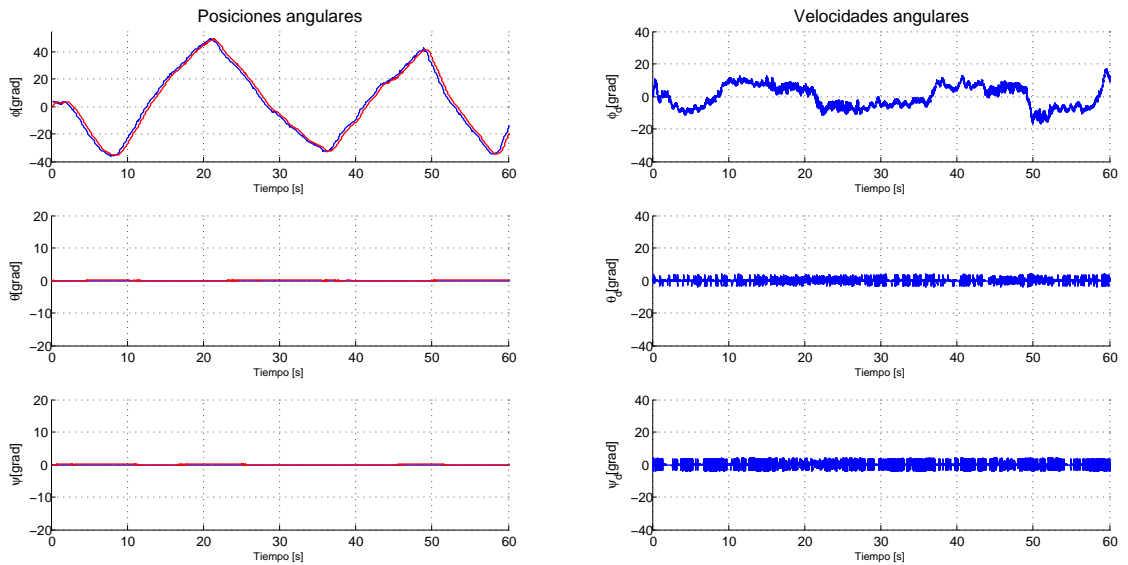 Posiciones angulares
Velocidades angulares
ϕ[grad]
40
20
0
−20
−40
0 10 20 30 40 50 60
Tiempo [s]
ϕd[grad]
40
20
0
−20
−40
0 10 20 30 40 50 60
Tiempo [s]
θ[grad]
20
10
0
−10
−20
0 10 20 30 40 50 60
Tiempo [s]
θd[grad]
40
20
0
−20
−40
0 10 20 30 40 50 60
Tiempo [s]
ψ[grad]
20
10
0
−10
−20
0 10 20 30 40 50 60
Tiempo [s]
ψd[grad]
40
20
0
−20
−40
0 10 20 30 40 50 60
Tiempo [s]